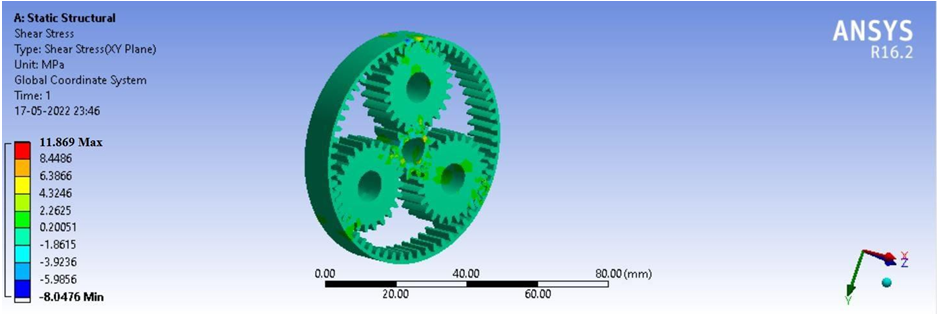 A: Static Structural
Shear Stress
Type: Shear Stress(XY Plane)
Unit: MPa
Global Coordinate System
Time: 1
17-05-2022 23:46
11.869 Max
8.4486
6.3866
4.3246
2.2625
0.20051
-1.8615
-3.9236
-5.9856
-8.0476 Min
ANSYS
R16.2
0.00 40.00 80.00 (mm)
20.00 60.00
X
Z
Y